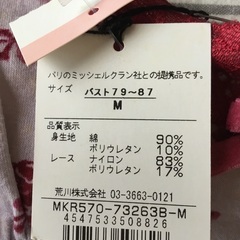 パリのミッシェルクラン社との提携品です。
サイズ バスト79～87
M
品質表示
身生地 綿 90%
ポリウレタン 10%
レース ナイロン 83%
ポリウレタン 17%
荒川株式会社 03-3663-0121
MKR570-73263B-M
4547533508826